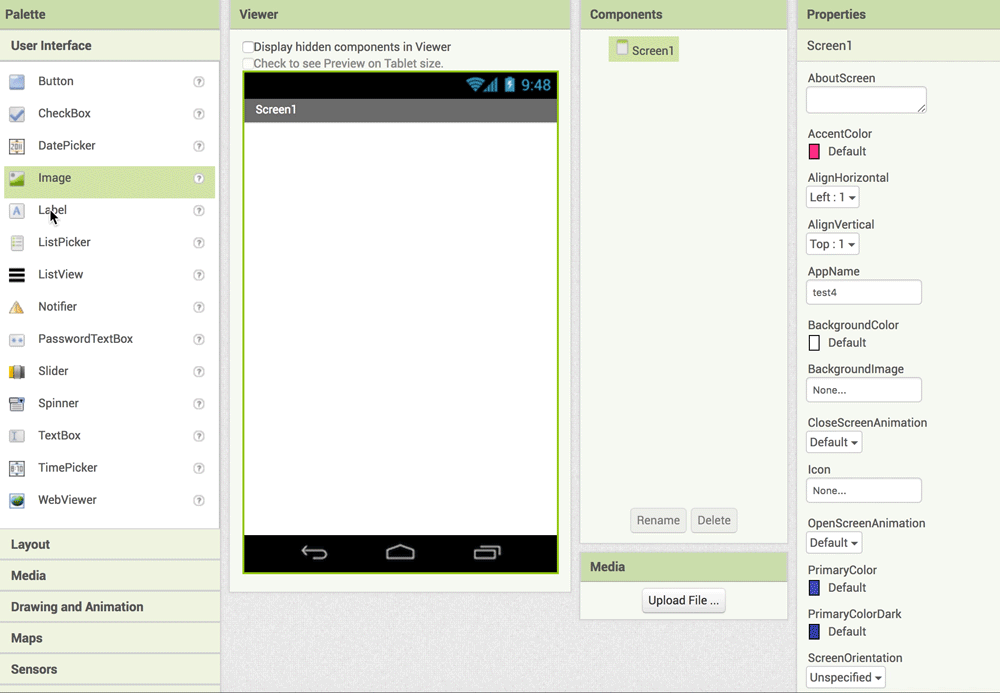 Palette
User Interface
Button
CheckBox
DatePicker
Image
Label
ListPicker
ListView
Notifier
PasswordTextBox
Slider
Spinner
TextBox
TimePicker
WebViewer
Layout
Media
Drawing and Animation
Maps
Sensors
Viewer
Display hidden components in Viewer
Check to see Preview on Tablet size.
9:48
Screen1
Components
Screen1
Rename Delete
Media
Upload File ...
Properties
Screen1
AboutScreen
AccentColor
Default
AlignHorizontal
Left : 1
AlignVertical
Top : 1
AppName
test4
BackgroundColor
Default
BackgroundImage
None...
CloseScreenAnimation
Default
Icon
None...
OpenScreenAnimation
Default
PrimaryColor
Default
PrimaryColorDark
Default
ScreenOrientation
Unspecified